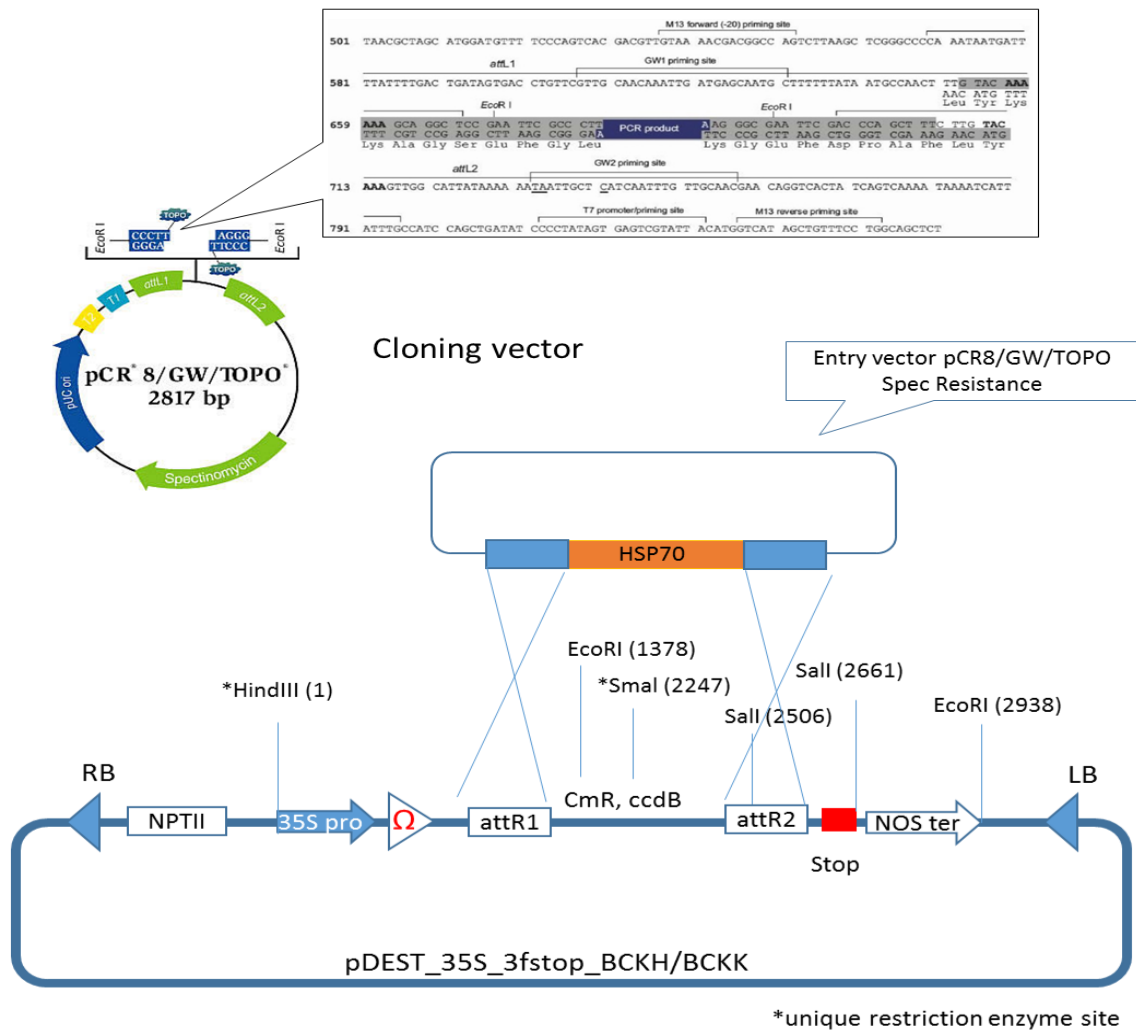 M13 forward (-20) priming site
501 TAACGCTAGC ATGGATGTTT TCCCAGTCAC GACGTTGTAA AACGACGGCC AGTCTTAAGC TCGGGCCCCA AATAATGATT
attL1
GW1 priming site
581 TTATTTTGAC TGATAGTGAC CTGTTCGTTG CAACAAATTG ATGAGCAATG CTTTTTTATA ATGCCAACTT TTGTAC AAA
AAC ATG TTT
Leu Tyr Lys
EcoR I
EcoR I
659 AAA GCA GGC TCC GAA TTC GCC CTT PCR product AAG GGC GAA TTC GAC CCA GCT TTC TTG TAC
TTT CGT CCG AGG CTT AAG CGG GAA TTC CCG CTT AAG CTG GGT CGA AAG AAC ATG
Lys Ala Gly Ser Glu Phe Gly Leu Lys Gly Glu Phe Asp Pro Ala Phe Leu Tyr
attL2
GW2 priming site
713 AAAGTTGG CATTATAAAA AATAATTGCT CATCAATTTG TTGCAACGAA CAGGTCACTA TCAGTCAAAA TAAAATCATT
T7 promoter/priming site
M13 reverse priming site
791 ATTTGCCATC CAGCTGATAT CCCCTATAGT GAGTCGTATT ACATGGTCAT AGCTGTTTCC TGGCAGCTCT
TOPO
EcoR I
CCCTT
GGGA
AGGG
TTCCC
EcoR I
TOPO
attL1
attL2
T1
T2
pUC ori
pCR® 8/GW/TOPO®
2817 bp
Spectinomycin
Cloning vector
Entry vector pCR8/GW/TOPO
Spec Resistance
HSP70
EcoRI (1378)
*SmaI (2247)
SalI (2661)
*HindIII (1)
SalI (2506)
EcoRI (2938)
RB
LB
NPTII
35S pro
Ω
attR1
CmR, ccdB
attR2
NOS ter
Stop
pDEST_35S_3fstop_BCKH/BCKK
*unique restriction enzyme site